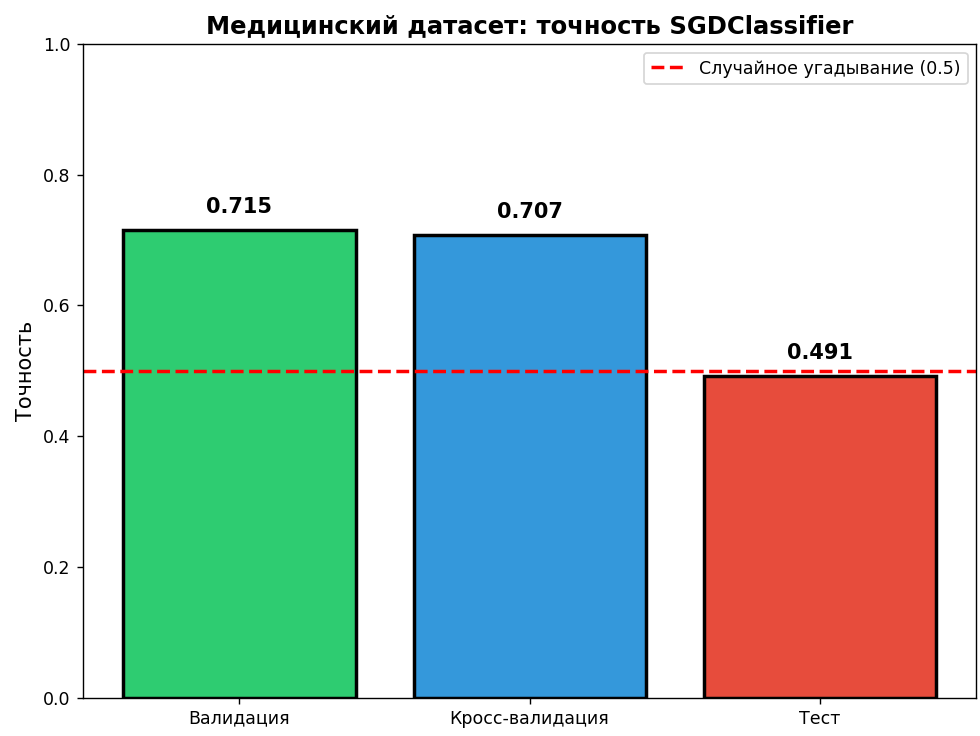 Медицинский датасет: точность SGDClassifier
Случайное угадывание (0.5)
1.0
0.8
0.6
0.4
0.2
0.0
Точность
0.715
0.707
0.491
Валидация
Кросс-валидация
Тест